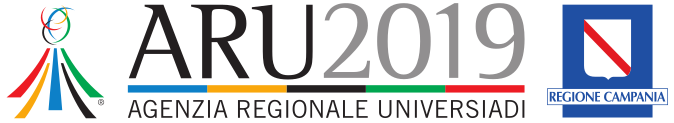 ARU2019
AGENZIA REGIONALE UNIVERSIADI
®
REGIONE CAMPANIA